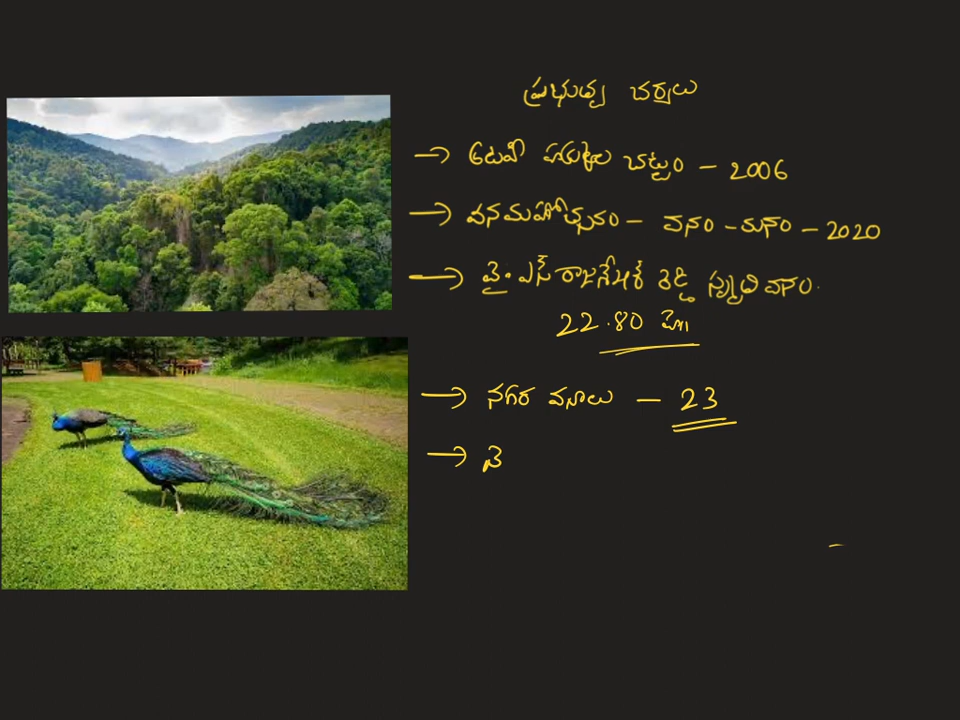 ప్రభుత్వ చర్యలు
→ అటవీ హక్కుల చట్టం – 2006
→ వనమహోత్సవం – వనం – మనం – 2020
→ వై. ఎస్ రాజశేఖర్ రెడ్డి స్మృతి వనం.
22.80 హె॥
→ నగర వనాలు – 23
→ వై